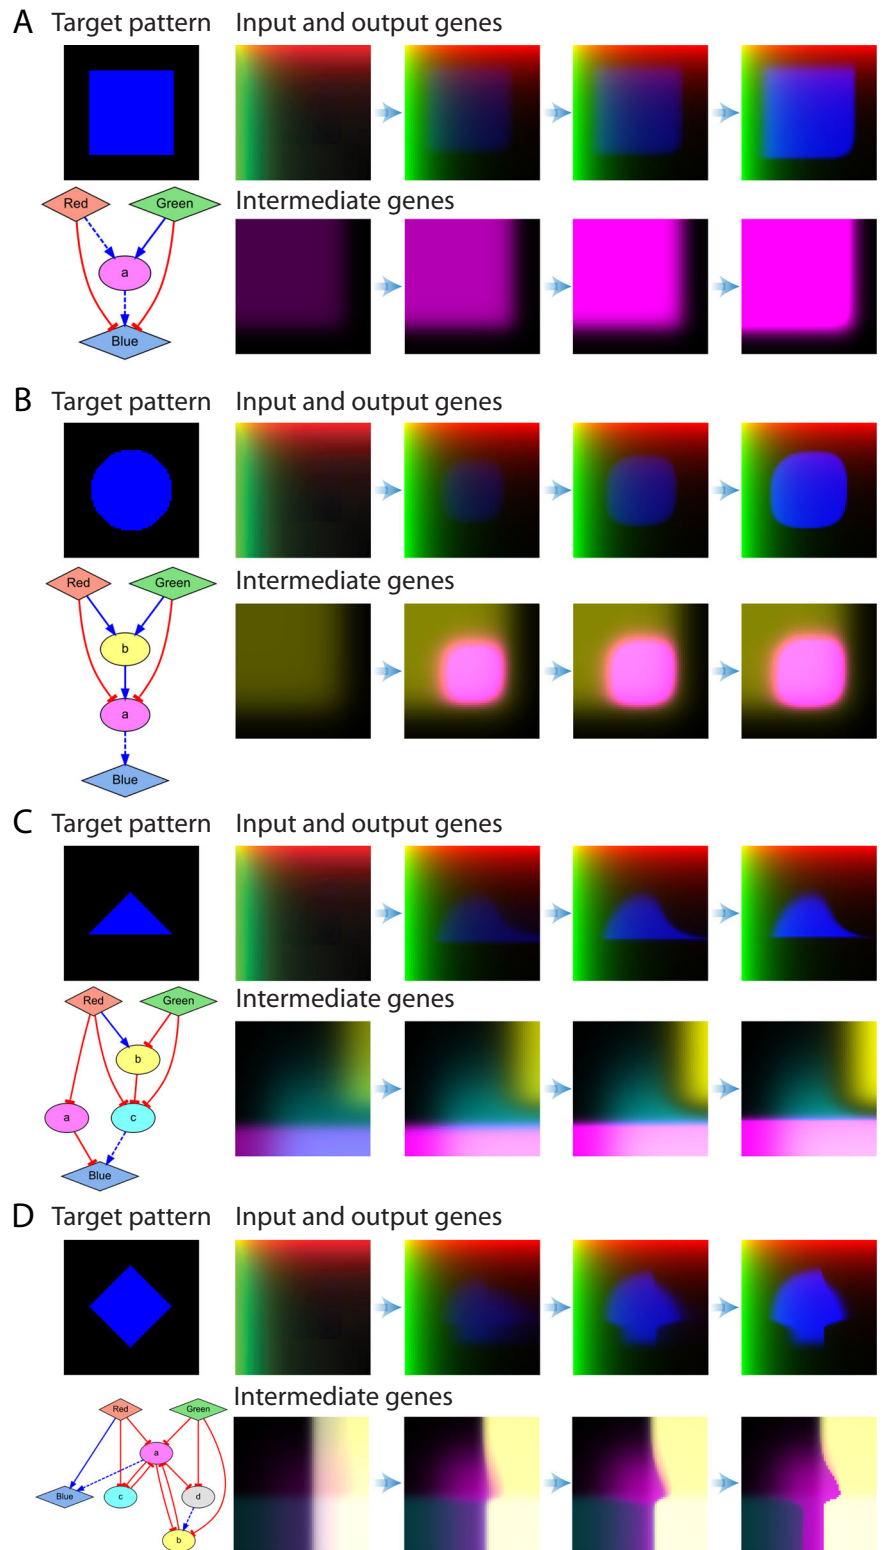 A Target pattern Input and output genes
Red Green
Intermediate genes
a
Blue
B Target pattern Input and output genes
Red Green
Intermediate genes
b
a
Blue
C Target pattern Input and output genes
Red Green
Intermediate genes
b
a c
Blue
D Target pattern Input and output genes
Intermediate genes
Red Green
a
Blue c d
b